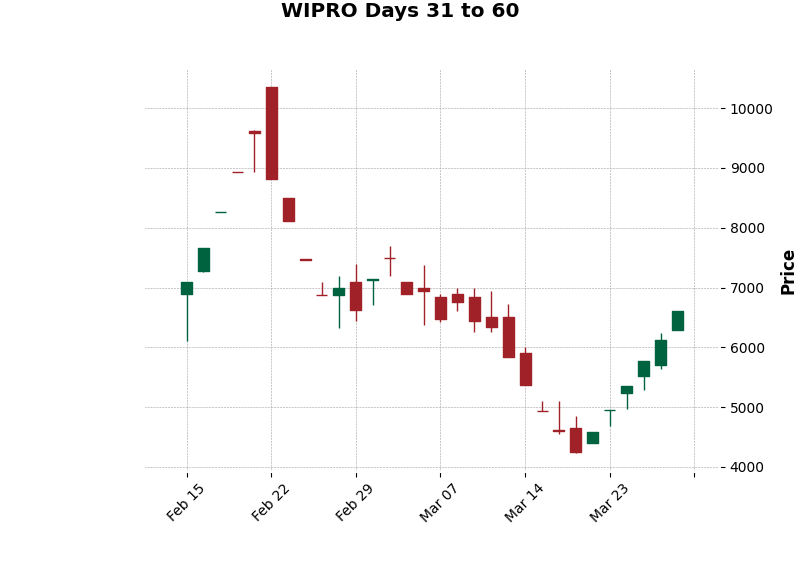 WIPRO Days 31 to 60
10000
9000
8000
7000
6000
5000
4000
Price
Feb 15
Feb 22
Feb 29
Mar 07
Mar 14
Mar 23